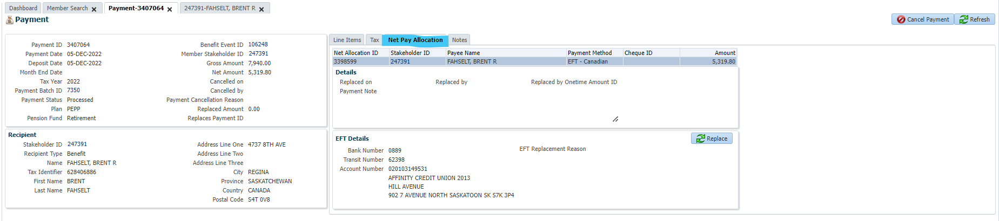 Dashboard Member Search Payment-3407064 247391-FAHSELT, BRENT R
Payment
Cancel Payment Refresh
Payment ID 3407064 Benefit Event ID 106248
Payment Date 05-DEC-2022 Member Stakeholder ID 247391
Deposit Date 05-DEC-2022 Gross Amount 7,940.00
Month End Date Net Amount 5,319.80
Tax Year 2022 Cancelled on
Payment Batch ID 7350 Cancelled by
Payment Status Processed Payment Cancellation Reason
Plan PEPP Replaced Amount 0.00
Pension Fund Retirement Replaces Payment ID
Recipient
Stakeholder ID 247391 Address Line One 4737 8TH AVE
Recipient Type Benefit Address Line Two
Name FAHSELT, BRENT R Address Line Three
Tax Identifier 628406886 City REGINA
First Name BRENT Province SASKATCHEWAN
Last Name FAHSELT Country CANADA
Postal Code S4T 0V8
Line Items Tax Net Pay Allocation Notes
Net Allocation ID Stakeholder ID Payee Name Payment Method Cheque ID Amount
3398599 247391 FAHSELT, BRENT R EFT - Canadian 5,319.80
Details
Replaced on Replaced by Replaced by Onetime Amount ID
Payment Note
EFT Details Replace
Bank Number 0889 EFT Replacement Reason
Transit Number 62398
Account Number 020103149531
AFFINITY CREDIT UNION 2013
HILL AVENUE
902 7 AVENUE NORTH SASKATOON SK S7K 3P4